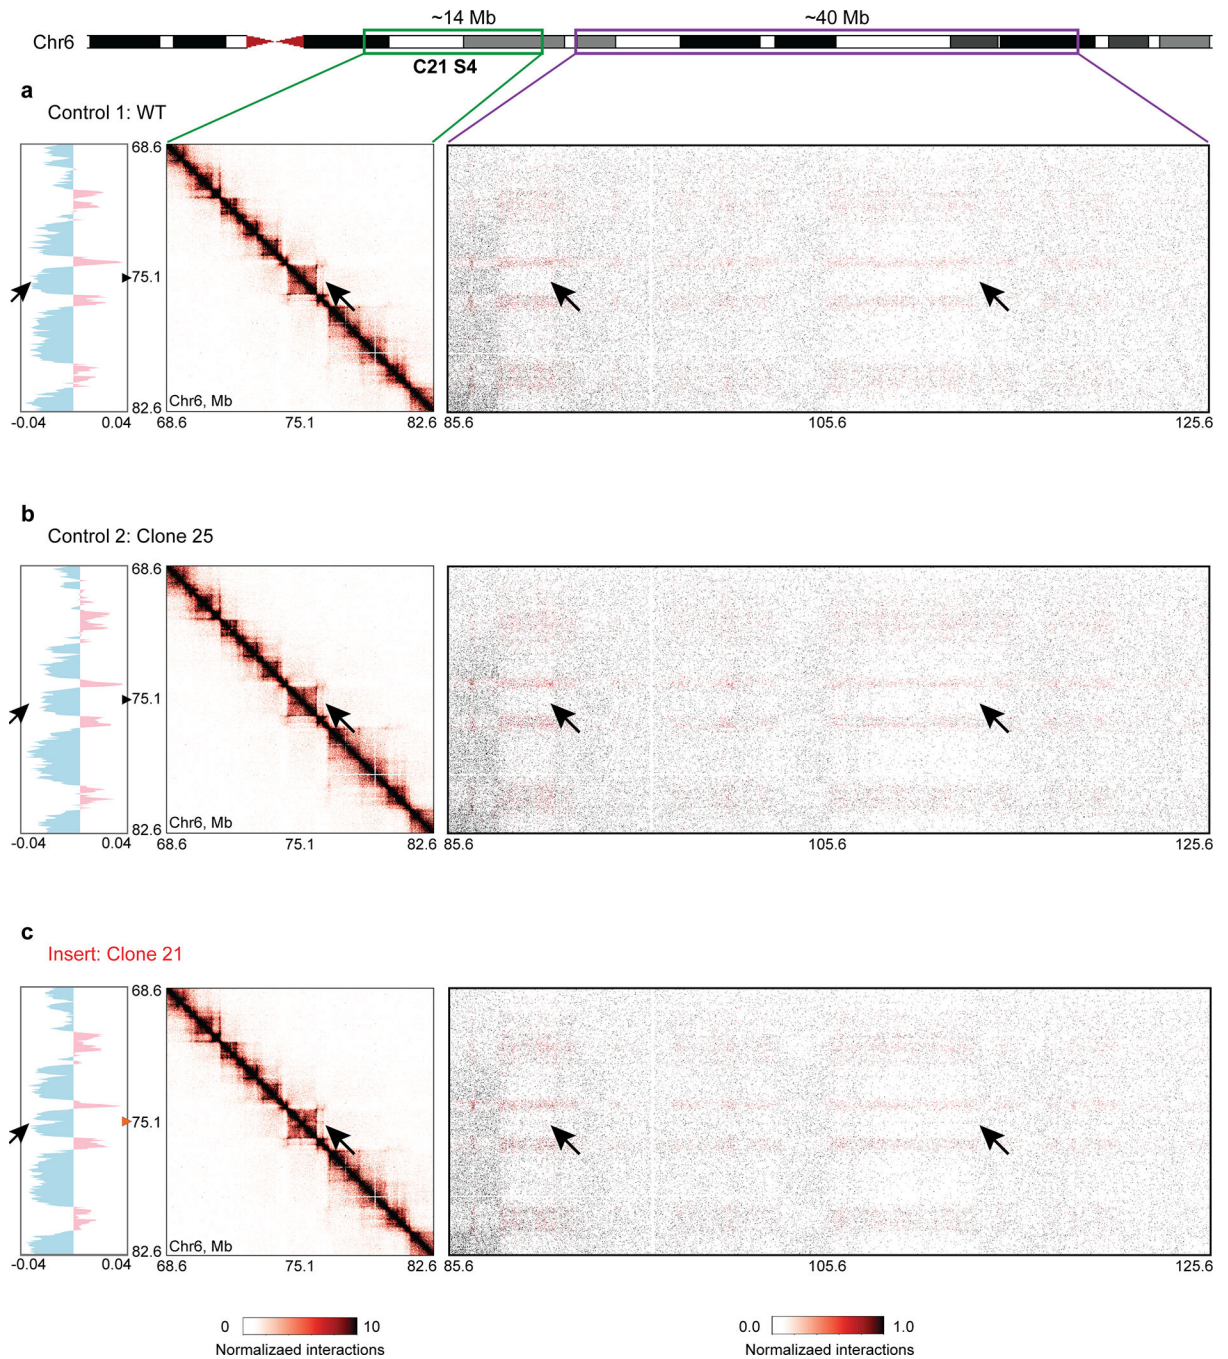 ~14 Mb
~40 Mb
Chr6
C21 S4
a
Control 1: WT
68.6
75.1
82.6
-0.04 0.04
Chr6, Mb
68.6 75.1 82.6
85.6 105.6 125.6
b
Control 2: Clone 25
68.6
75.1
82.6
-0.04 0.04
Chr6, Mb
68.6 75.1 82.6
85.6 105.6 125.6
c
Insert: Clone 21
68.6
75.1
82.6
-0.04 0.04
Chr6, Mb
68.6 75.1 82.6
85.6 105.6 125.6
0 10
Normalizaed interactions
0.0 1.0
Normalizaed interactions